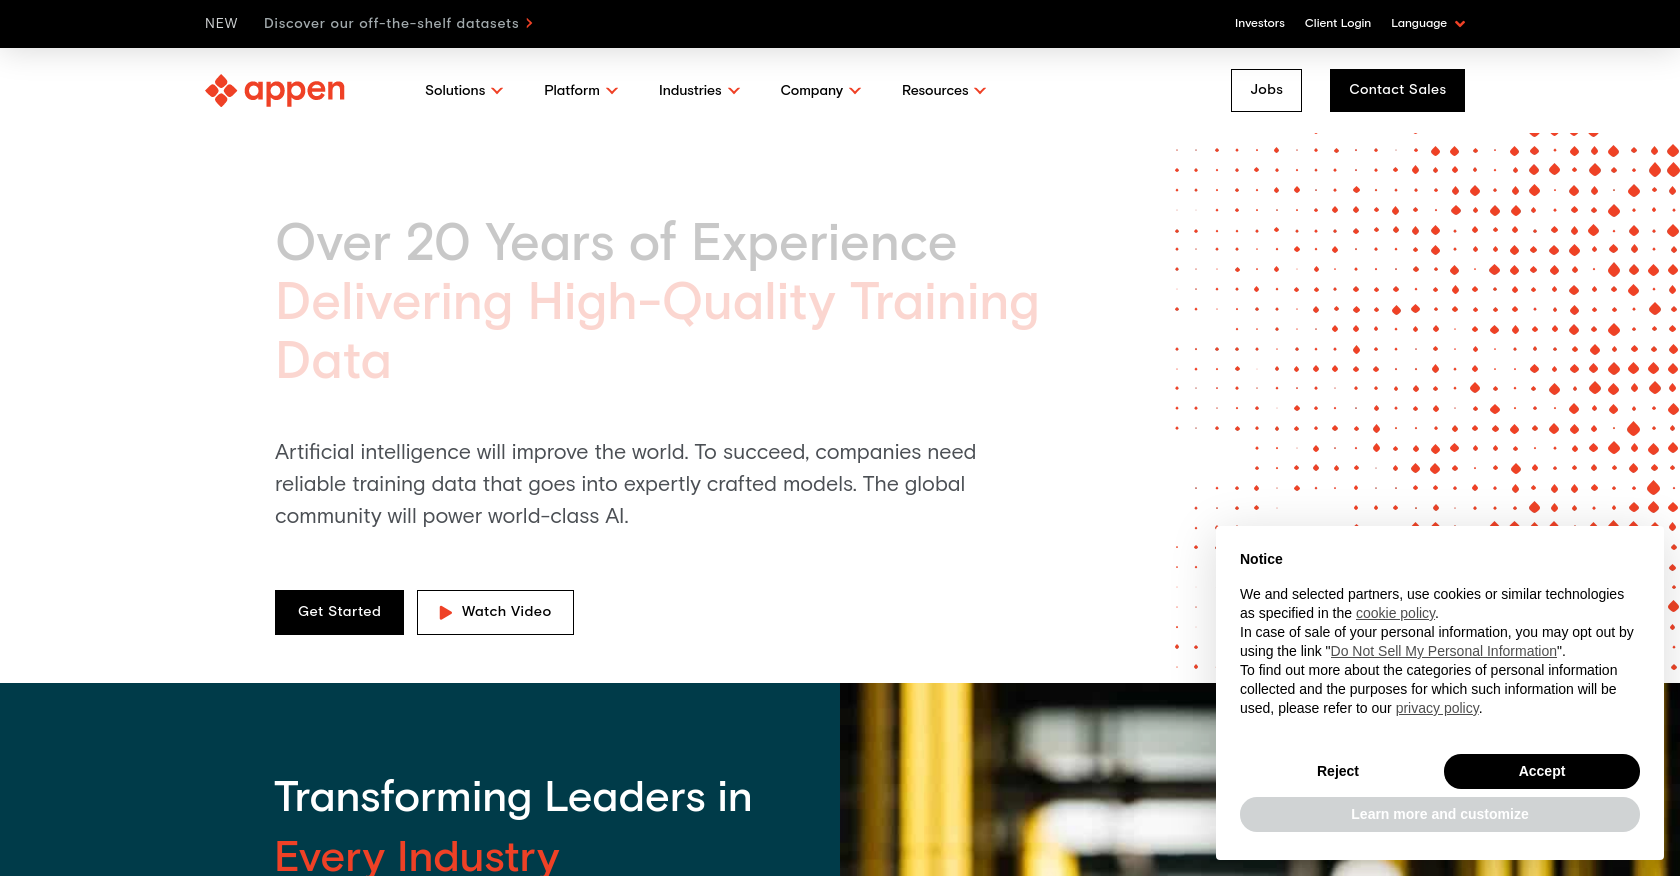 NEW Discover our off-the-shelf datasets
Investors Client Login Language
appen
Solutions Platform Industries Company Resources
Jobs Contact Sales
Over 20 Years of Experience
Delivering High-Quality Training
Data
Artificial intelligence will improve the world. To succeed, companies need
reliable training data that goes into expertly crafted models. The global
community will power world-class AI.
Get Started Watch Video
Transforming Leaders in
Every Industry
Notice
We and selected partners, use cookies or similar technologies
as specified in the cookie policy.
In case of sale of your personal information, you may opt out by
using the link "Do Not Sell My Personal Information".
To find out more about the categories of personal information
collected and the purposes for which such information will be
used, please refer to our privacy policy.
Reject Accept
Learn more and customize